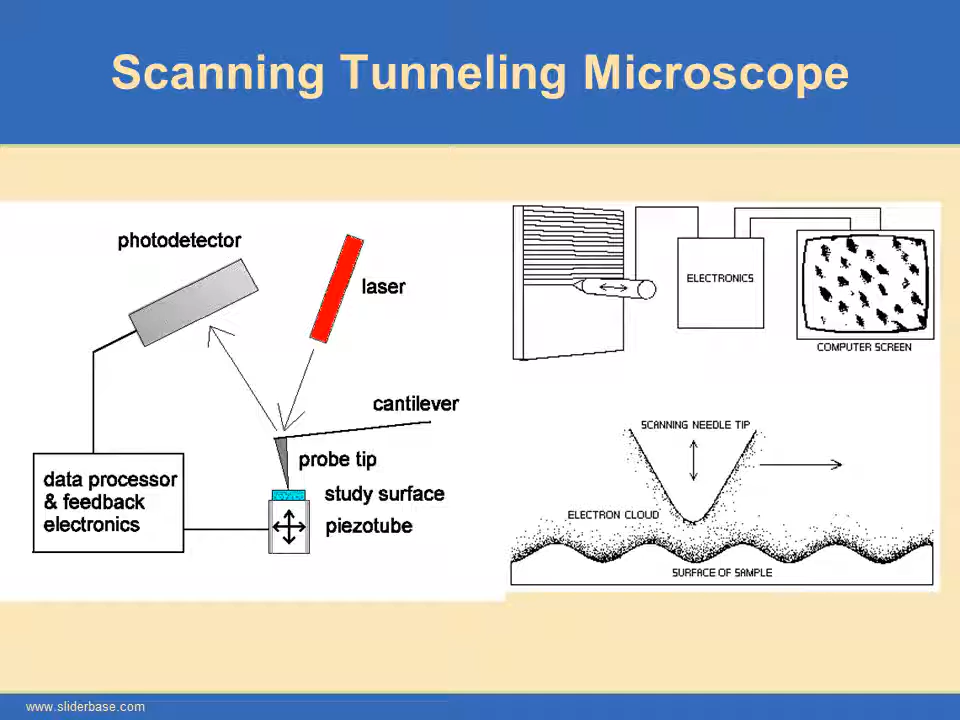 Scanning Tunneling Microscope
photodetector
laser
cantilever
probe tip
study surface
piezotube
data processor
& feedback
electronics
ELECTRONICS
COMPUTER SCREEN
SCANNING NEEDLE TIP
ELECTRON CLOUD
SURFACE OF SAMPLE
www.sliderbase.com